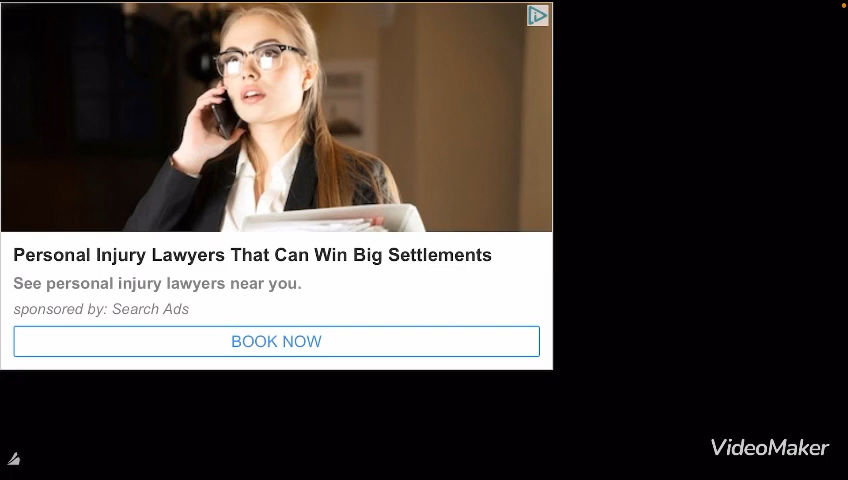 Personal Injury Lawyers That Can Win Big Settlements
See personal injury lawyers near you.
sponsored by: Search Ads
BOOK NOW
VideoMaker